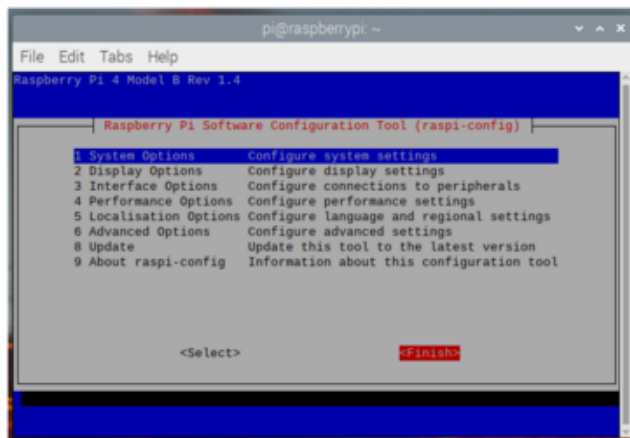 pi@raspberrypi: ~
File Edit Tabs Help
Raspberry Pi 4 Model B Rev 1.4
Raspberry Pi Software Configuration Tool (raspi-config)
1 System Options Configure system settings
2 Display Options Configure display settings
3 Interface Options Configure connections to peripherals
4 Performance Options Configure performance settings
5 Localisation Options Configure language and regional settings
6 Advanced Options Configure advanced settings
8 Update Update this tool to the latest version
9 About raspi-config Information about this configuration tool
<Select> <Finish>